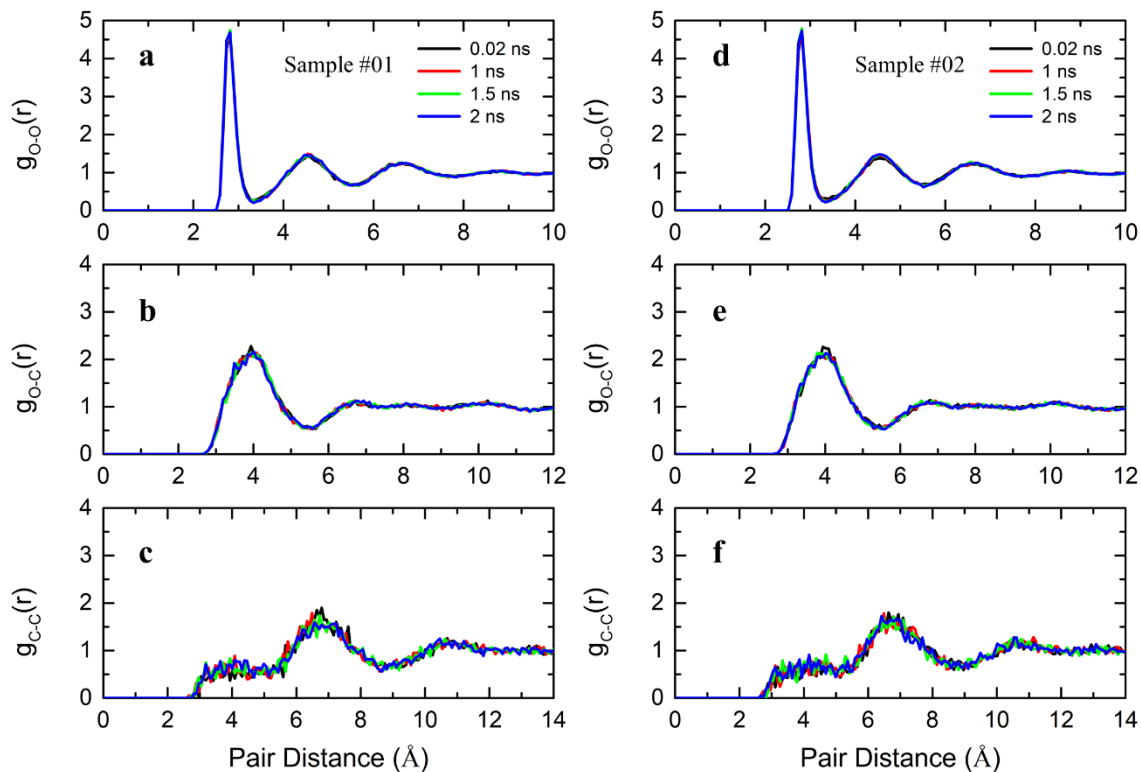 a
Sample #01
0.02 ns
1 ns
1.5 ns
2 ns
g_O-O(r)
5
4
3
2
1
0
0 2 4 6 8 10
d
Sample #02
0.02 ns
1 ns
1.5 ns
2 ns
g_O-O(r)
5
4
3
2
1
0
0 2 4 6 8 10
b
g_O-C(r)
4
3
2
1
0
0 2 4 6 8 10 12
e
g_O-C(r)
4
3
2
1
0
0 2 4 6 8 10 12
c
g_C-C(r)
4
3
2
1
0
0 2 4 6 8 10 12 14
Pair Distance (Å)
f
g_C-C(r)
4
3
2
1
0
0 2 4 6 8 10 12 14
Pair Distance (Å)